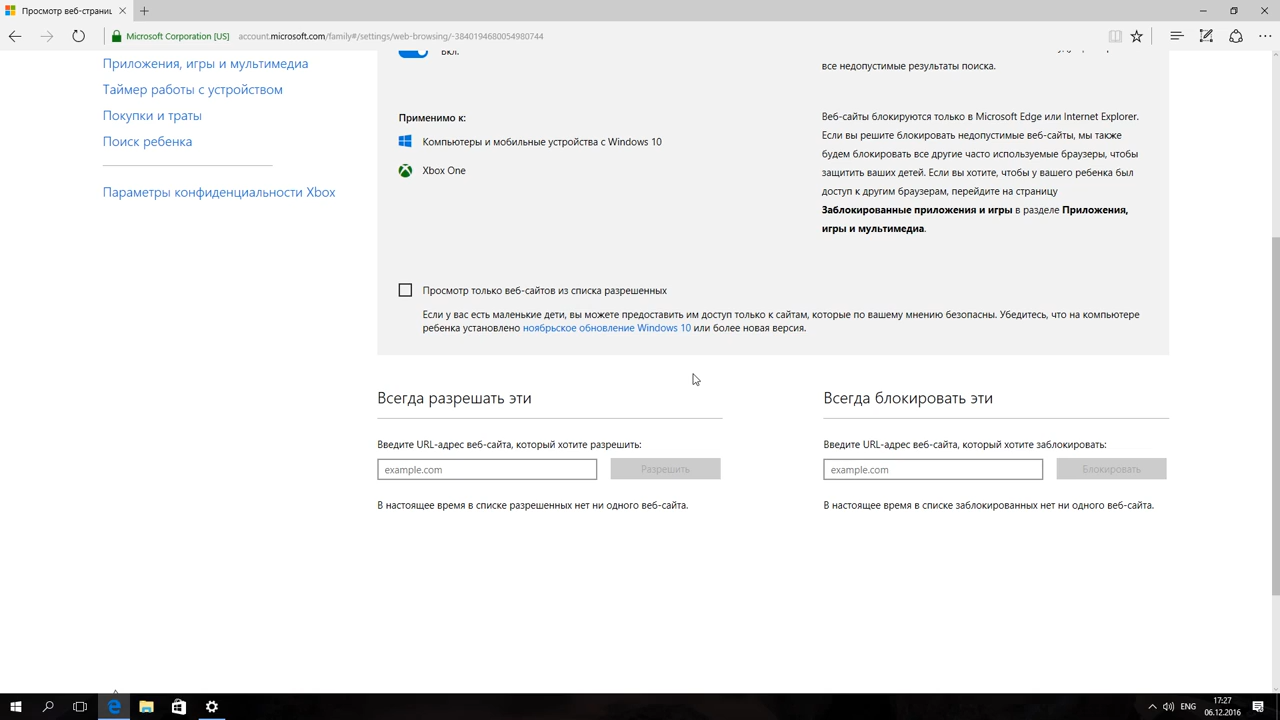 Просмотр веб-страниц
Microsoft Corporation [US]
account.microsoft.com/family#/settings/web-browsing/-3840194680054980744
Приложения, игры и мультимедиа
Таймер работы с устройством
Покупки и траты
Поиск ребенка
Параметры конфиденциальности Xbox
Вкл.
все недопустимые результаты поиска.
Применимо к:
Компьютеры и мобильные устройства с Windows 10
Xbox One
Веб-сайты блокируются только в Microsoft Edge или Internet Explorer.
Если вы решите блокировать недопустимые веб-сайты, мы также
будем блокировать все другие часто используемые браузеры, чтобы
защитить ваших детей. Если вы хотите, чтобы у вашего ребенка был
доступ к другим браузерам, перейдите на страницу
Заблокированные приложения и игры в разделе Приложения,
игры и мультимедиа.
Просмотр только веб-сайтов из списка разрешенных
Если у вас есть маленькие дети, вы можете предоставить им доступ только к сайтам, которые по вашему мнению безопасны. Убедитесь, что на компьютере
ребенка установлено ноябрьское обновление Windows 10 или более новая версия.
Всегда разрешать эти
Введите URL-адрес веб-сайта, который хотите разрешить:
example.com
Разрешить
В настоящее время в списке разрешенных нет ни одного веб-сайта.
Всегда блокировать эти
Введите URL-адрес веб-сайта, который хотите заблокировать:
example.com
Блокировать
В настоящее время в списке заблокированных нет ни одного веб-сайта.
ENG
17:27
06.12.2016